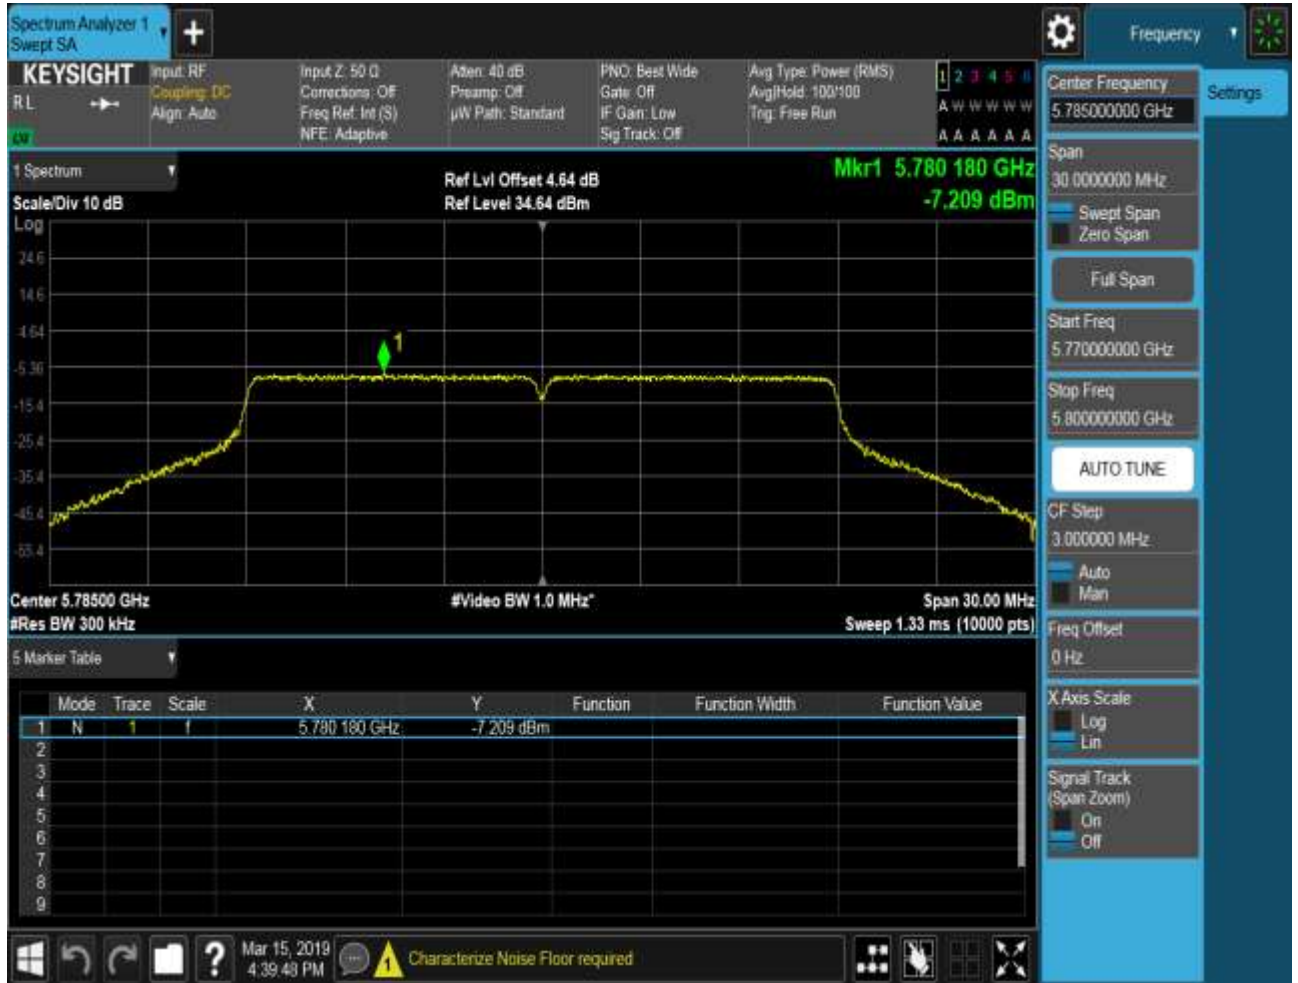 Spectrum Analyzer 1
Swept SA
Frequency
KEYSIGHT
RL
Input: RF
Coupling: DC
Align: Auto
Input Z: 50 Ω
Corrections: Off
Freq Ref: Int (S)
NFE: Adaptive
Atten: 40 dB
Preamp: Off
µW Path: Standard
PNO: Best Wide
Gate: Off
IF Gain: Low
Sig Track: Off
Avg Type: Power (RMS)
Avg|Hold: 100/100
Trig: Free Run
1 2 3 4 5 6
A W W W W W
A A A A A A
1 Spectrum
Scale/Div 10 dB
Ref Lvl Offset 4.64 dB
Ref Level 34.64 dBm
Mkr1 5.780 180 GHz
-7.209 dBm
Log
24.6
14.6
4.64
-5.36
-15.4
-25.4
-35.4
-45.4
-55.4
1
Center 5.78500 GHz
#Res BW 300 kHz
#Video BW 1.0 MHz*
Span 30.00 MHz
Sweep 1.33 ms (10000 pts)
5 Marker Table
Mode Trace Scale X Y Function Function Width Function Value
1 N 1 f 5.780 180 GHz -7.209 dBm
2
3
4
5
6
7
8
9
Mar 15, 2019
4:39:48 PM
?
1
Characterize Noise Floor required
Center Frequency
5.785000000 GHz
Settings
Span
30.0000000 MHz
Swept Span
Zero Span
Full Span
Start Freq
5.770000000 GHz
Stop Freq
5.800000000 GHz
AUTO TUNE
CF Step
3.000000 MHz
Auto
Man
Freq Offset
0 Hz
X Axis Scale
Log
Lin
Signal Track
(Span Zoom)
On
Off